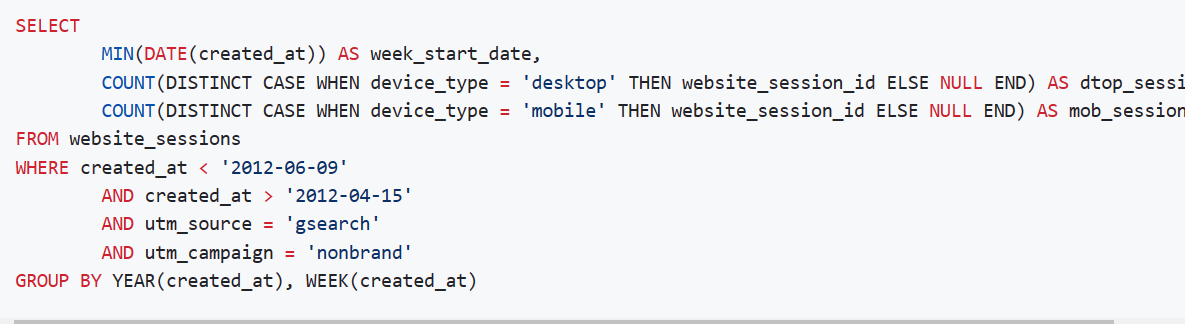 SELECT
MIN(DATE(created_at)) AS week_start_date,
COUNT(DISTINCT CASE WHEN device_type = 'desktop' THEN website_session_id ELSE NULL END) AS dtop_sessi
COUNT(DISTINCT CASE WHEN device_type = 'mobile' THEN website_session_id ELSE NULL END) AS mob_session
FROM website_sessions
WHERE created_at < '2012-06-09'
AND created_at > '2012-04-15'
AND utm_source = 'gsearch'
AND utm_campaign = 'nonbrand'
GROUP BY YEAR(created_at), WEEK(created_at)